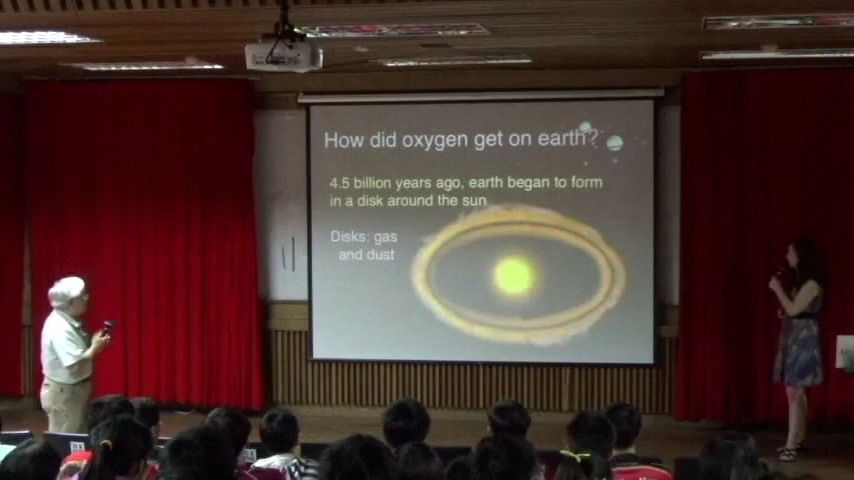 How did oxygen get on earth?
4.5 billion years ago, earth began to form
in a disk around the sun
Disks: gas
and dust